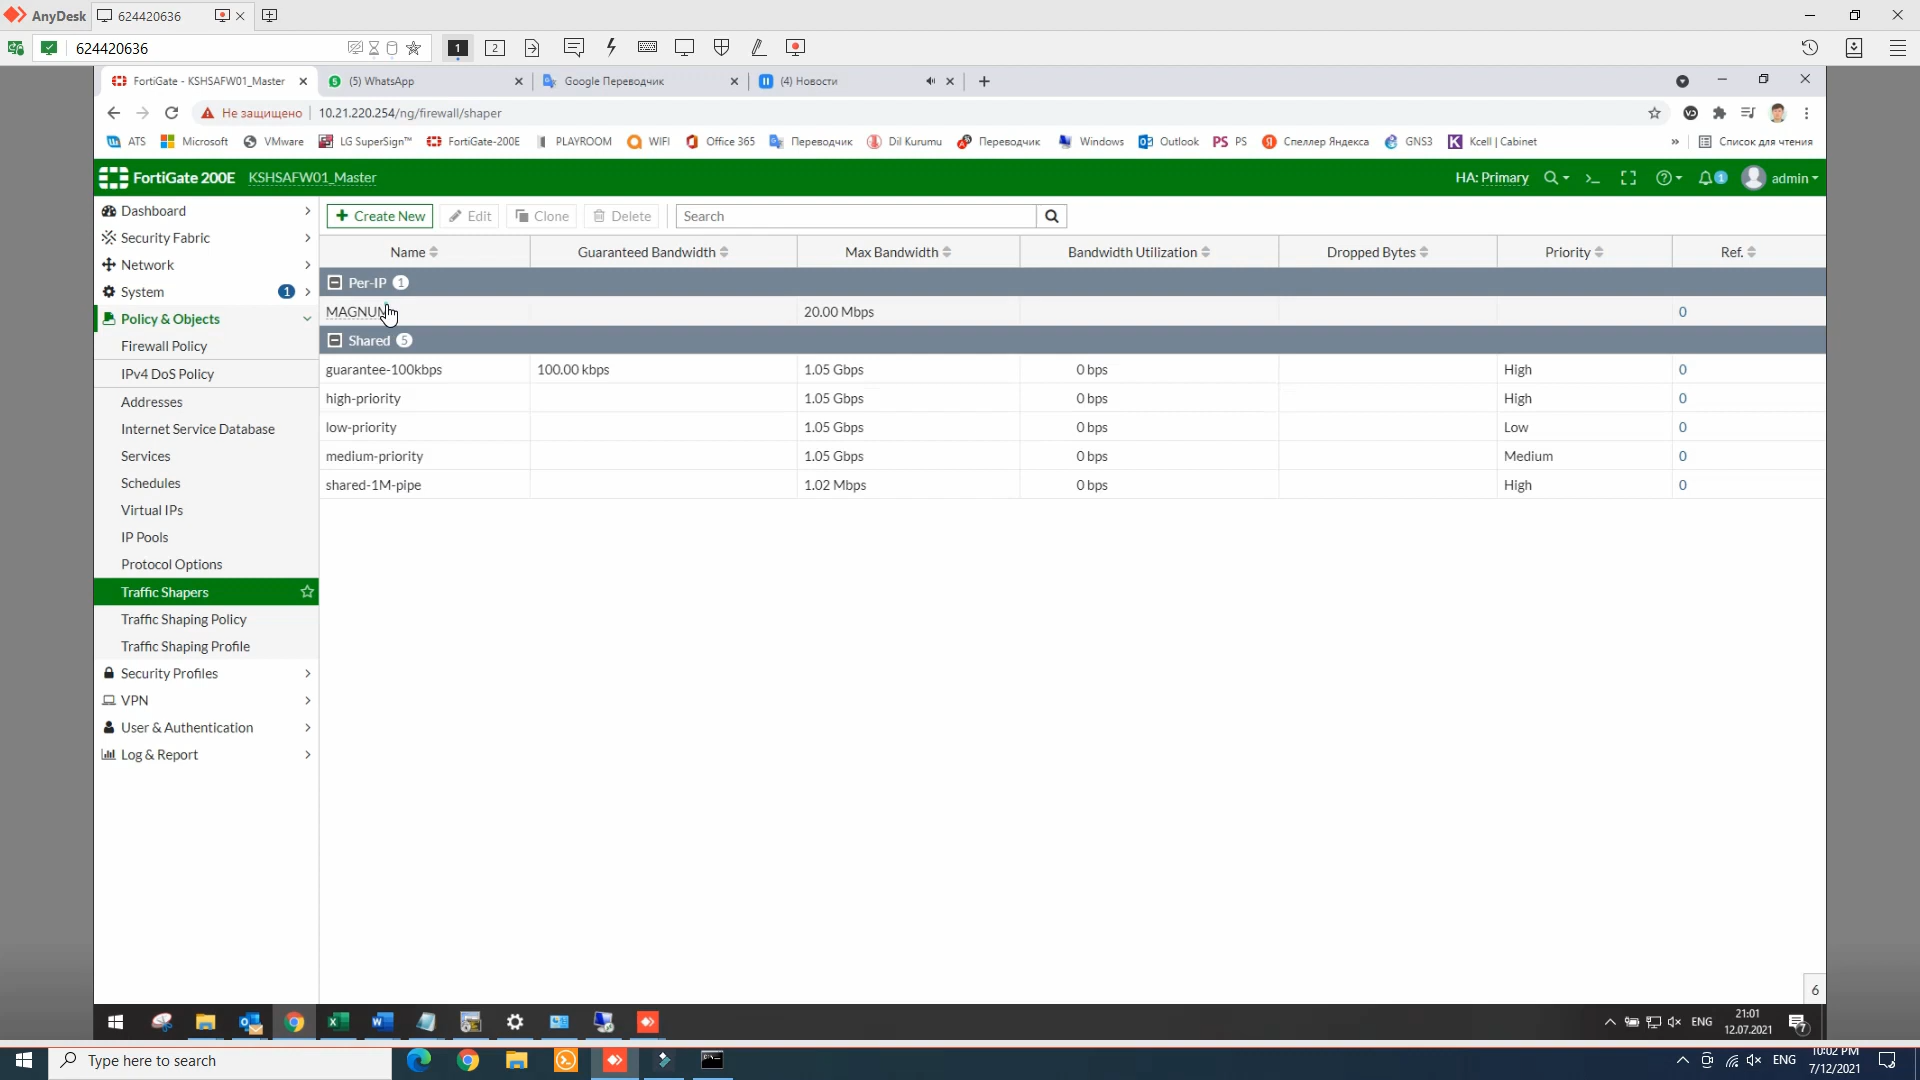 AnyDesk 624420636
624420636 1 2
FortiGate - KSHSAFW01_Master (5) WhatsApp Google Переводчик (4) Новости
Не защищено 10.21.220.254/ng/firewall/shaper
ATS Microsoft VMware LG SuperSign™ FortiGate-200E PLAYROOM WIFI Office 365 Переводчик Dil Kurumu Переводчик Windows Outlook PS PS Спеллер Яндекса GNS3 Kcell | Cabinet » Список для чтения
FortiGate 200E KSHSAFW01_Master HA: Primary 1 admin
Dashboard
Security Fabric
Network
System 1
Policy & Objects
Firewall Policy
IPv4 DoS Policy
Addresses
Internet Service Database
Services
Schedules
Virtual IPs
IP Pools
Protocol Options
Traffic Shapers
Traffic Shaping Policy
Traffic Shaping Profile
Security Profiles
VPN
User & Authentication
Log & Report
Create New Edit Clone Delete Search
Name Guaranteed Bandwidth Max Bandwidth Bandwidth Utilization Dropped Bytes Priority Ref.
Per-IP 1
MAGNUM 20.00 Mbps 0
Shared 5
guarantee-100kbps 100.00 kbps 1.05 Gbps 0 bps High 0
high-priority 1.05 Gbps 0 bps High 0
low-priority 1.05 Gbps 0 bps Low 0
medium-priority 1.05 Gbps 0 bps Medium 0
shared-1M-pipe 1.02 Mbps 0 bps High 0
6
ENG 21:01
12.07.2021 7
Type here to search ENG 10:02 PM
7/12/2021